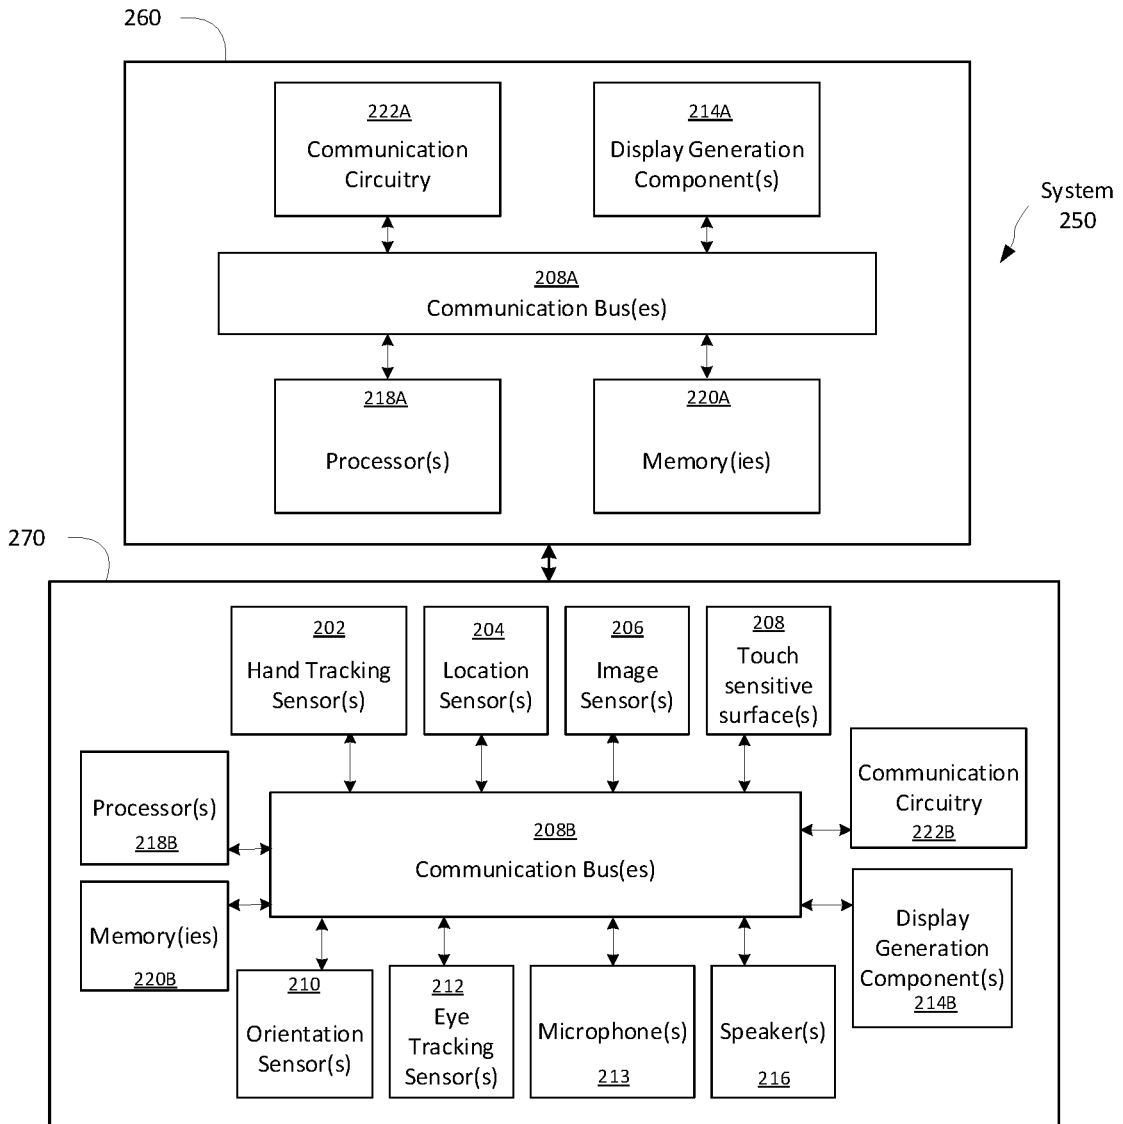 260
222A
Communication
Circuitry
214A
Display Generation
Component(s)
System
250
208A
Communication Bus(es)
218A
Processor(s)
220A
Memory(ies)
270
202
Hand Tracking
Sensor(s)
204
Location
Sensor(s)
206
Image
Sensor(s)
208
Touch
sensitive
surface(s)
Processor(s)
218B
208B
Communication Bus(es)
Communication
Circuitry
222B
Memory(ies)
220B
Display
Generation
Component(s)
214B
210
Orientation
Sensor(s)
212
Eye
Tracking
Sensor(s)
Microphone(s)
213
Speaker(s)
216